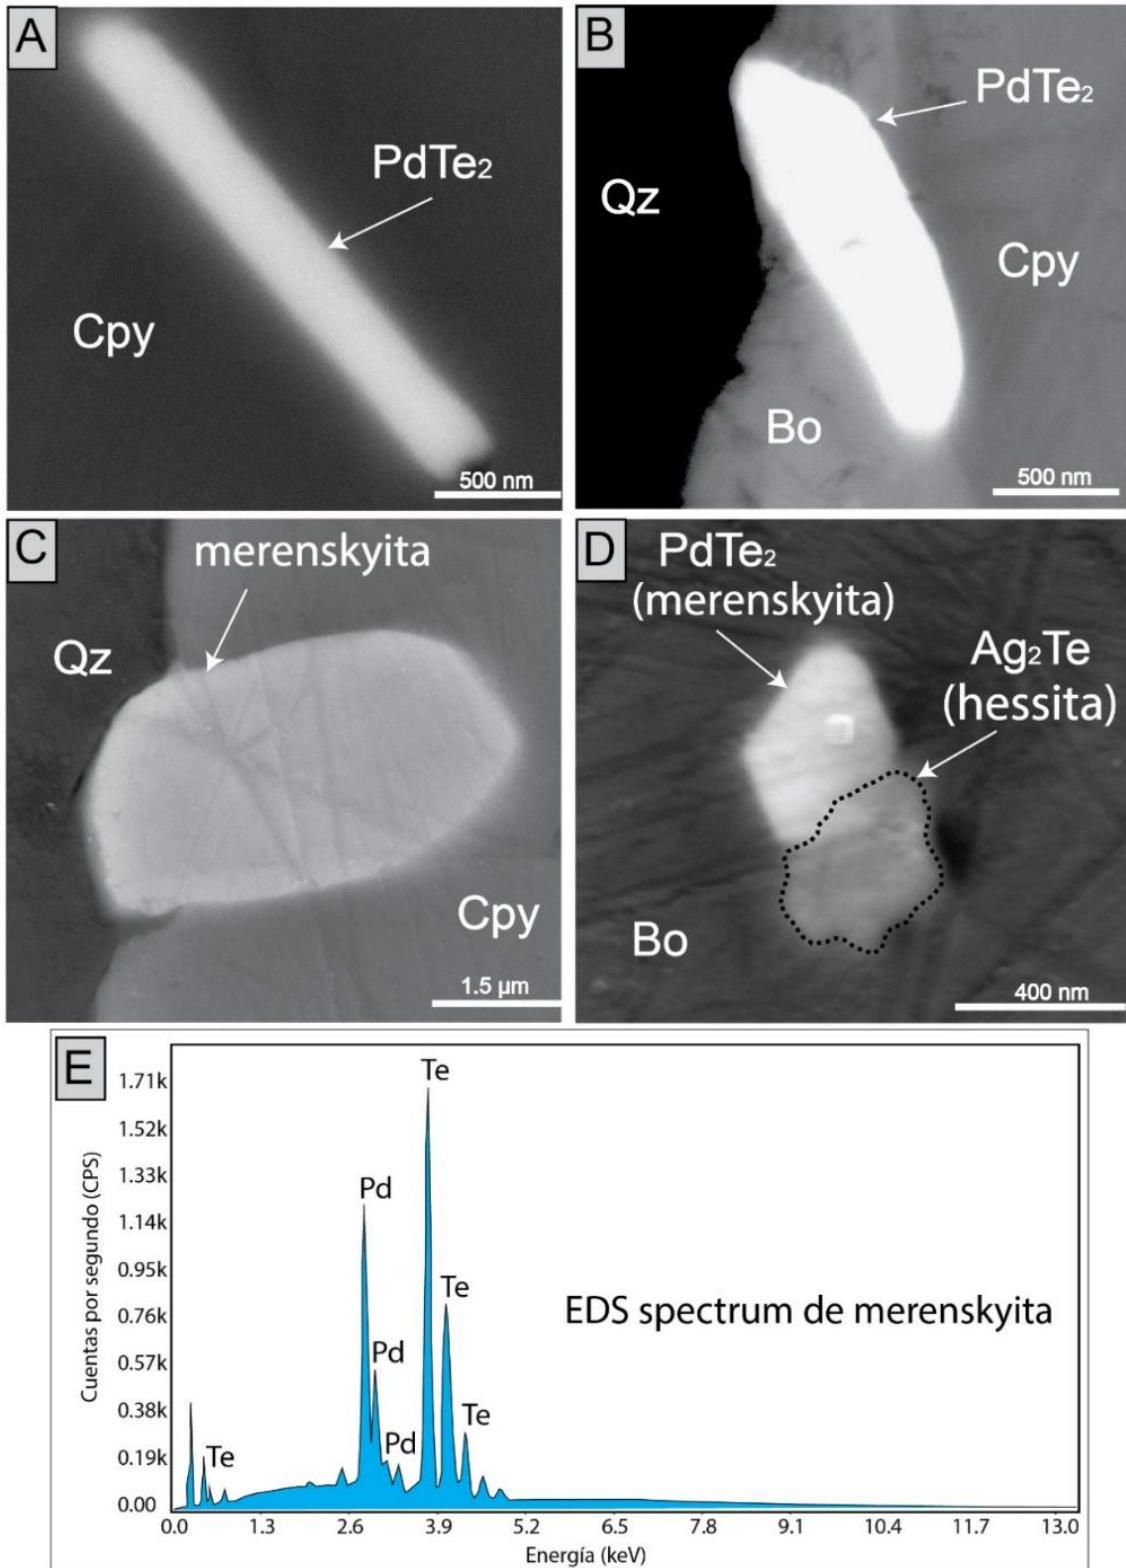 A
PdTe₂
Cpy
500 nm
B
PdTe₂
Qz
Cpy
Bo
500 nm
C
merenskyita
Qz
Cpy
1.5 µm
D
PdTe₂
(merenskyita)
Ag₂Te
(hessita)
Bo
400 nm
E
Cuentas por segundo (CPS)
1.71k
1.52k
1.33k
1.14k
0.95k
0.76k
0.57k
0.38k
0.19k
0.00
Te
Pd
Te
Pd
Te
Pd
Te
EDS spectrum de merenskyita
0.0 1.3 2.6 3.9 5.2 6.5 7.8 9.1 10.4 11.7 13.0
Energía (keV)